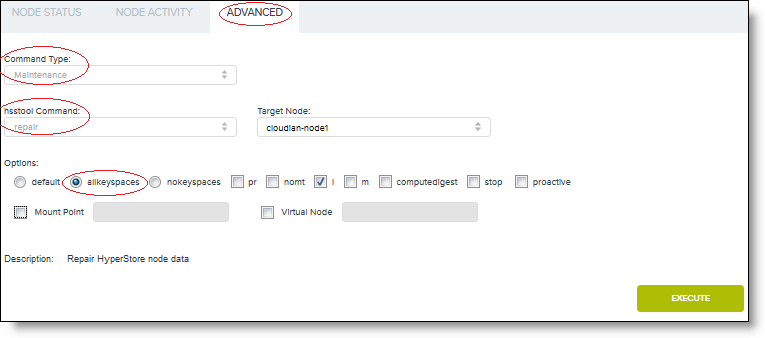 NODE STATUS NODE ACTIVITY ADVANCED
Command Type:
Maintenance
hsstool Command: Target Node:
repair cloudian-node1
Options:
default allkeyspaces nokeyspaces pr nomt l m computedigest stop proactive
Mount Point Virtual Node
Description: Repair HyperStore node data
EXECUTE